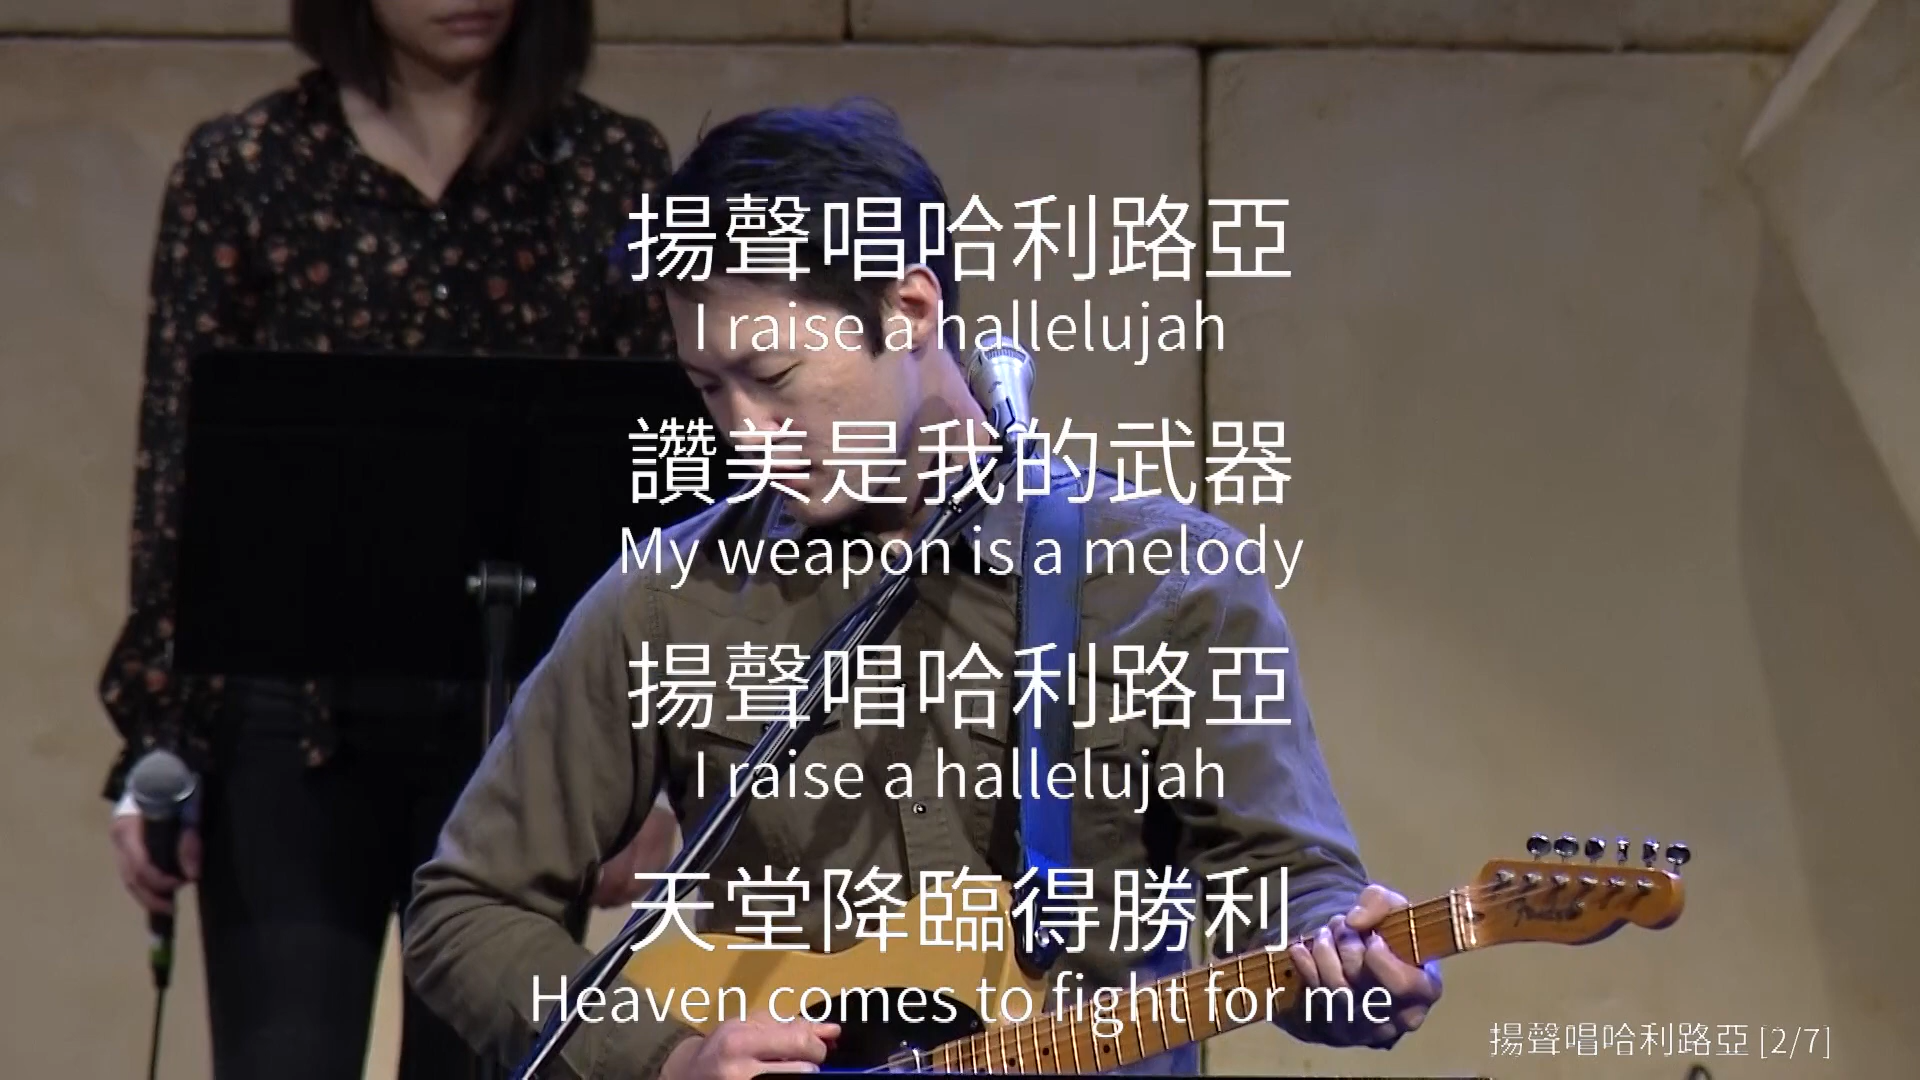 揚聲唱哈利路亞
I raise a hallelujah
讚美是我的武器
My weapon is a melody
揚聲唱哈利路亞
I raise a hallelujah
天堂降臨得勝利
Heaven comes to fight for me
揚聲唱哈利路亞 [2/7]
Fender